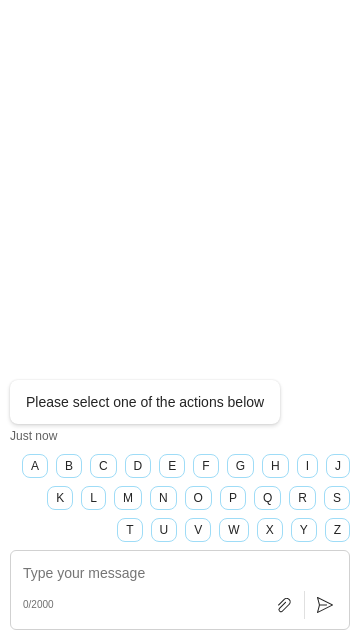 Please select one of the actions below
Just now
A B C D E F G H I J
K L M N O P Q R S
T U V W X Y Z
Type your message
0/2000